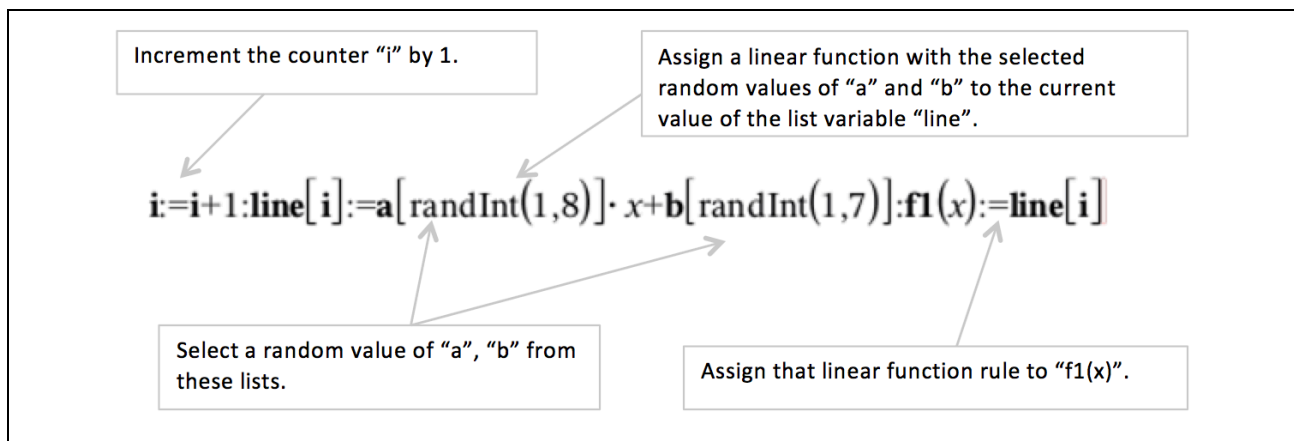 Increment the counter “i” by 1.
Assign a linear function with the selected
random values of “a” and “b” to the current
value of the list variable “line”.
i:=i+1:line[i]:=a[randInt(1,8)]· x+b[randInt(1,7)]:f1(x):=line[i]
Select a random value of “a”, “b” from
these lists.
Assign that linear function rule to “f1(x)”.